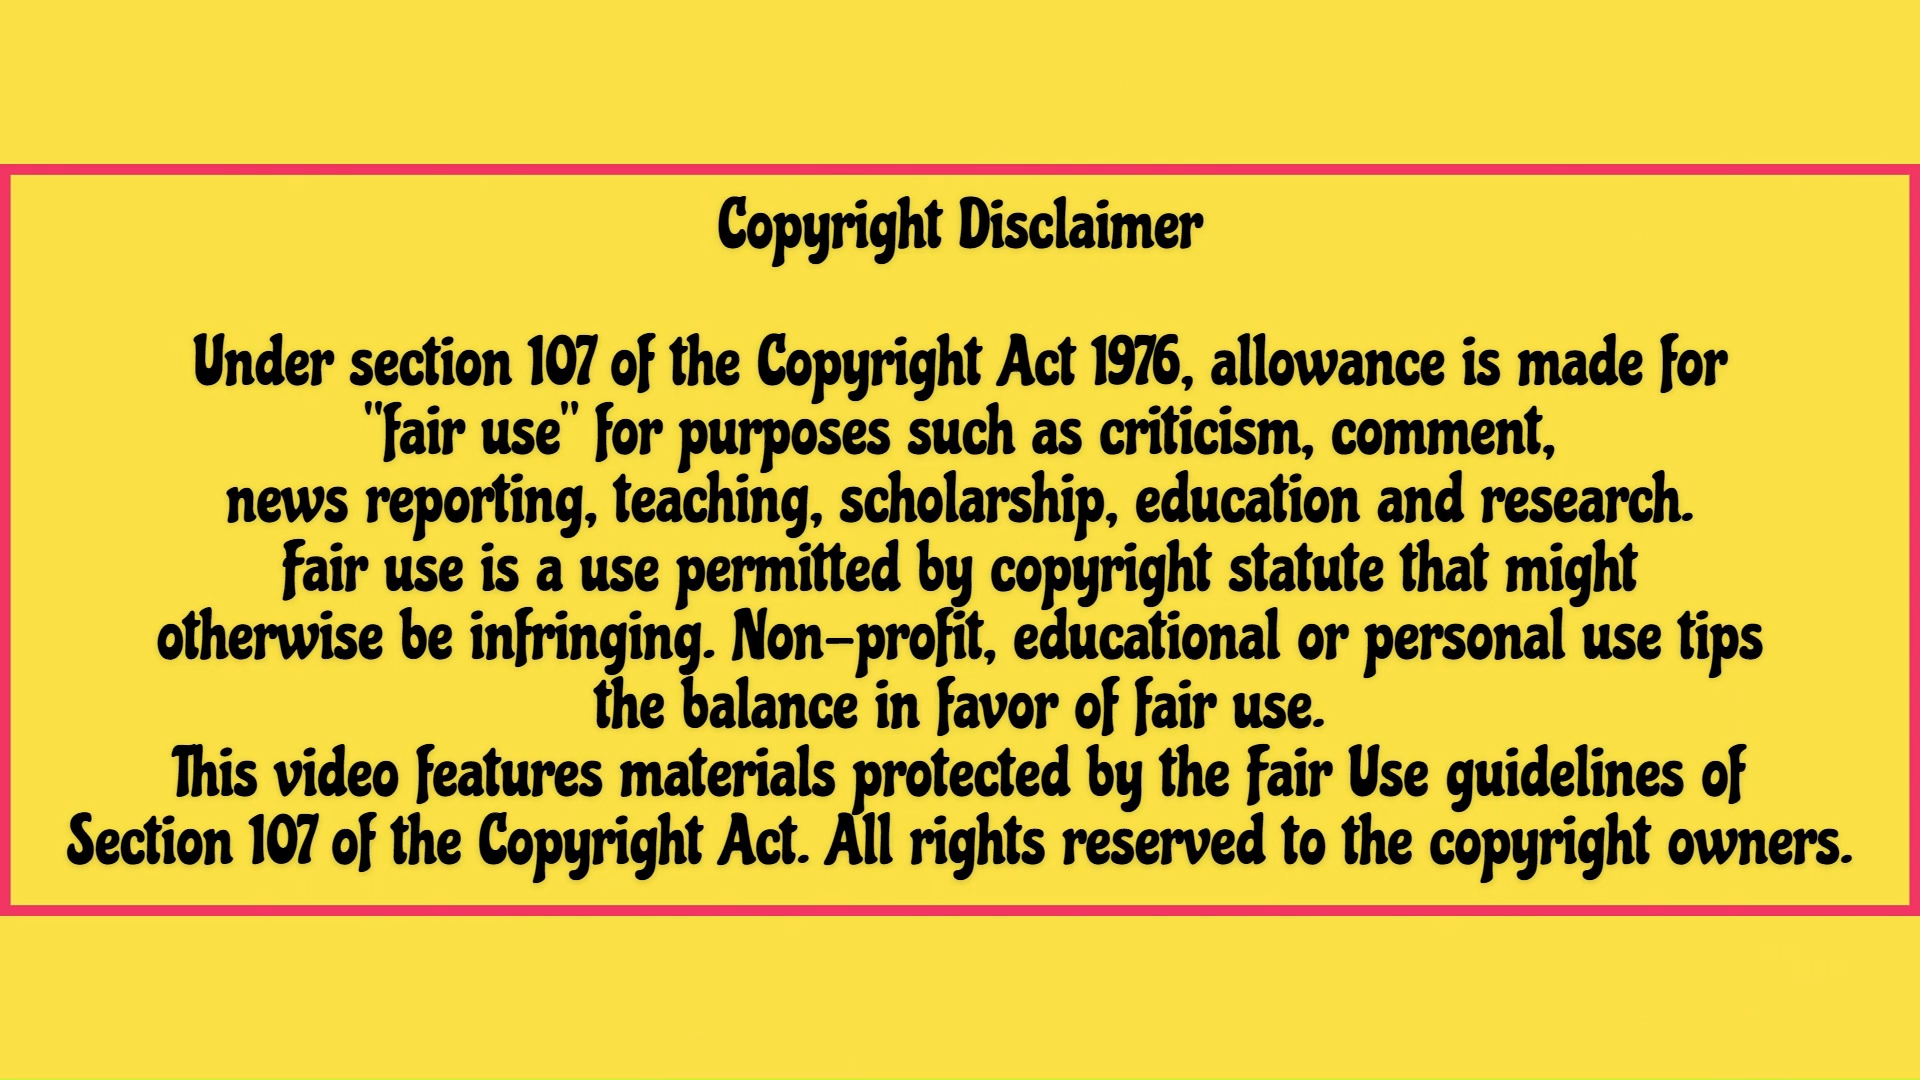 Copyright Disclaimer
Under section 107 of the Copyright Act 1976, allowance is made for
"fair use" for purposes such as criticism, comment,
news reporting, teaching, scholarship, education and research.
Fair use is a use permitted by copyright statute that might
otherwise be infringing. Non-profit, educational or personal use tips
the balance in favor of fair use.
This video features materials protected by the Fair Use guidelines of
Section 107 of the Copyright Act. All rights reserved to the copyright owners.